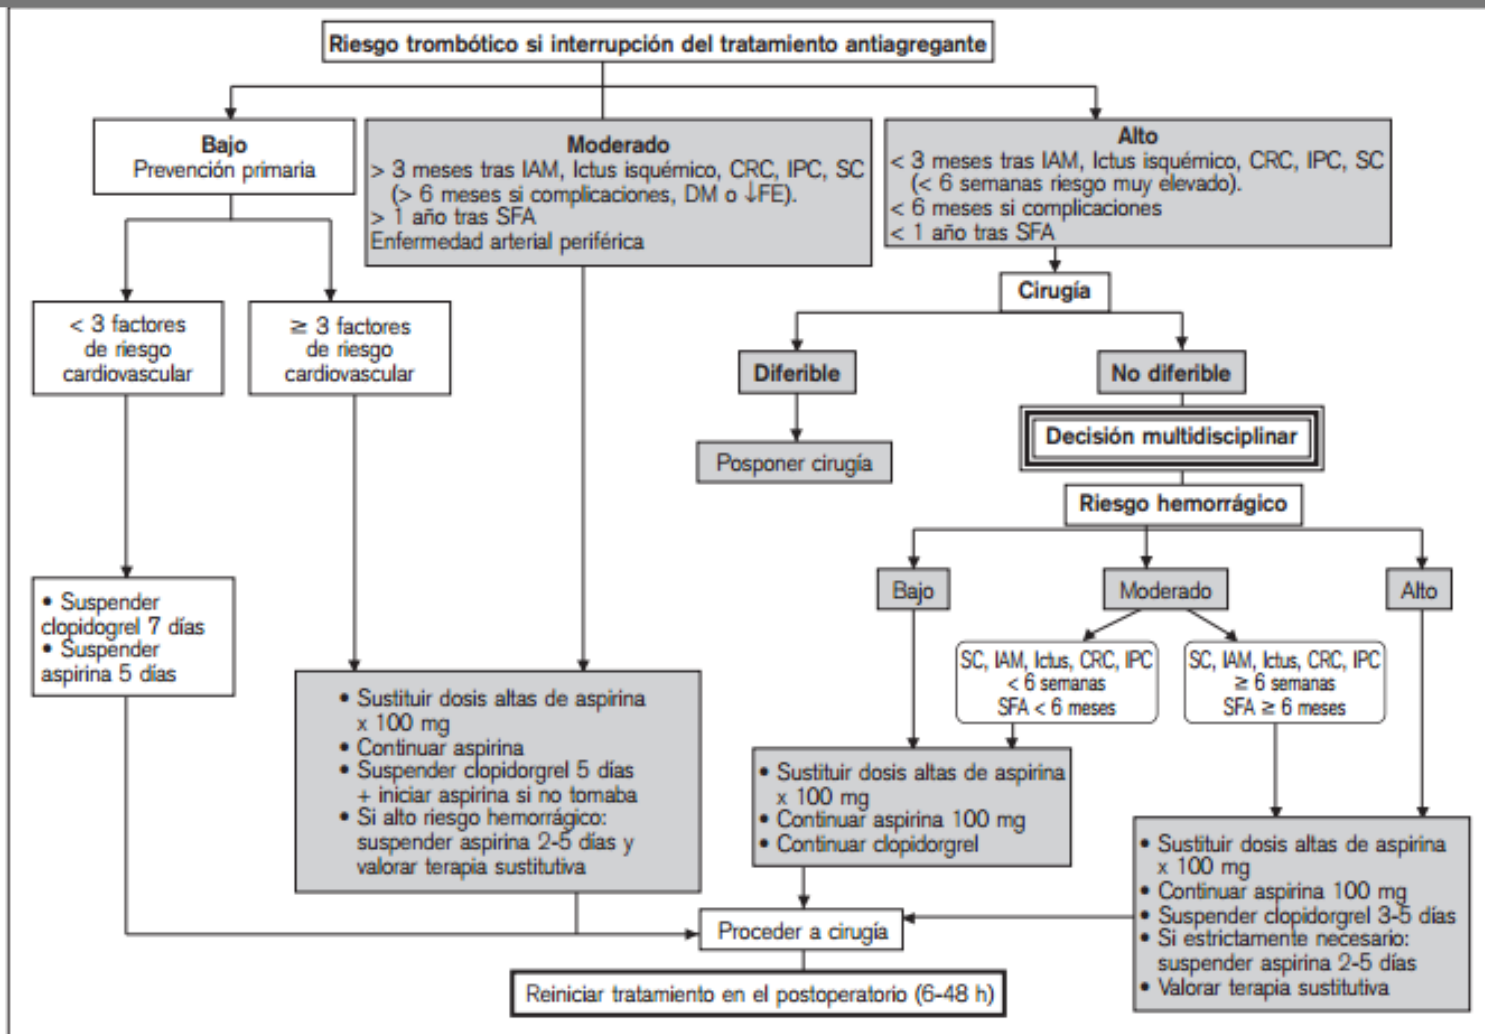 Riesgo trombótico si interrupción del tratamiento antiagregante
Bajo
Prevención primaria
Moderado
> 3 meses tras IAM, Ictus isquémico, CRC, IPC, SC
(> 6 meses si complicaciones, DM o ↓FE).
> 1 año tras SFA
Enfermedad arterial periférica
Alto
< 3 meses tras IAM, Ictus isquémico, CRC, IPC, SC
(< 6 semanas riesgo muy elevado).
< 6 meses si complicaciones
< 1 año tras SFA
Cirugía
< 3 factores
de riesgo
cardiovascular
≥ 3 factores
de riesgo
cardiovascular
Diferible
No diferible
Posponer cirugía
Decisión multidisciplinar
Riesgo hemorrágico
Bajo
Moderado
Alto
• Suspender
clopidogrel 7 días
• Suspender
aspirina 5 días
SC, IAM, Ictus, CRC, IPC
< 6 semanas
SFA < 6 meses
SC, IAM, Ictus, CRC, IPC
≥ 6 semanas
SFA ≥ 6 meses
• Sustituir dosis altas de aspirina
x 100 mg
• Continuar aspirina
• Suspender clopidorgrel 5 días
+ iniciar aspirina si no tomaba
• Si alto riesgo hemorrágico:
suspender aspirina 2-5 días y
valorar terapia sustitutiva
• Sustituir dosis altas de aspirina
x 100 mg
• Continuar aspirina 100 mg
• Continuar clopidorgrel
• Sustituir dosis altas de aspirina
x 100 mg
• Continuar aspirina 100 mg
• Suspender clopidorgrel 3-5 días
• Si estrictamente necesario:
suspender aspirina 2-5 días
• Valorar terapia sustitutiva
Proceder a cirugía
Reiniciar tratamiento en el postoperatorio (6-48 h)